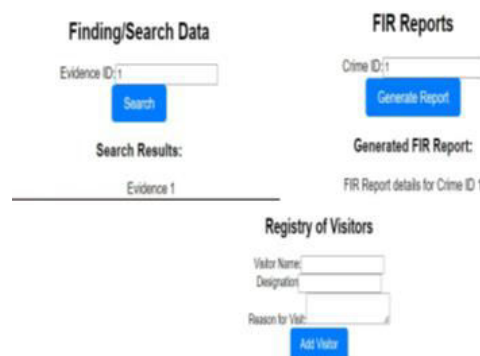 Finding/Search Data
Evidence ID: 1
Search
Search Results:
Evidence 1
FIR Reports
Crime ID: 1
Generate Report
Generated FIR Report:
FIR Report details for Crime ID 1
Registry of Visitors
Visitor Name:
Designation
Reason for Visit:
Add Visitor